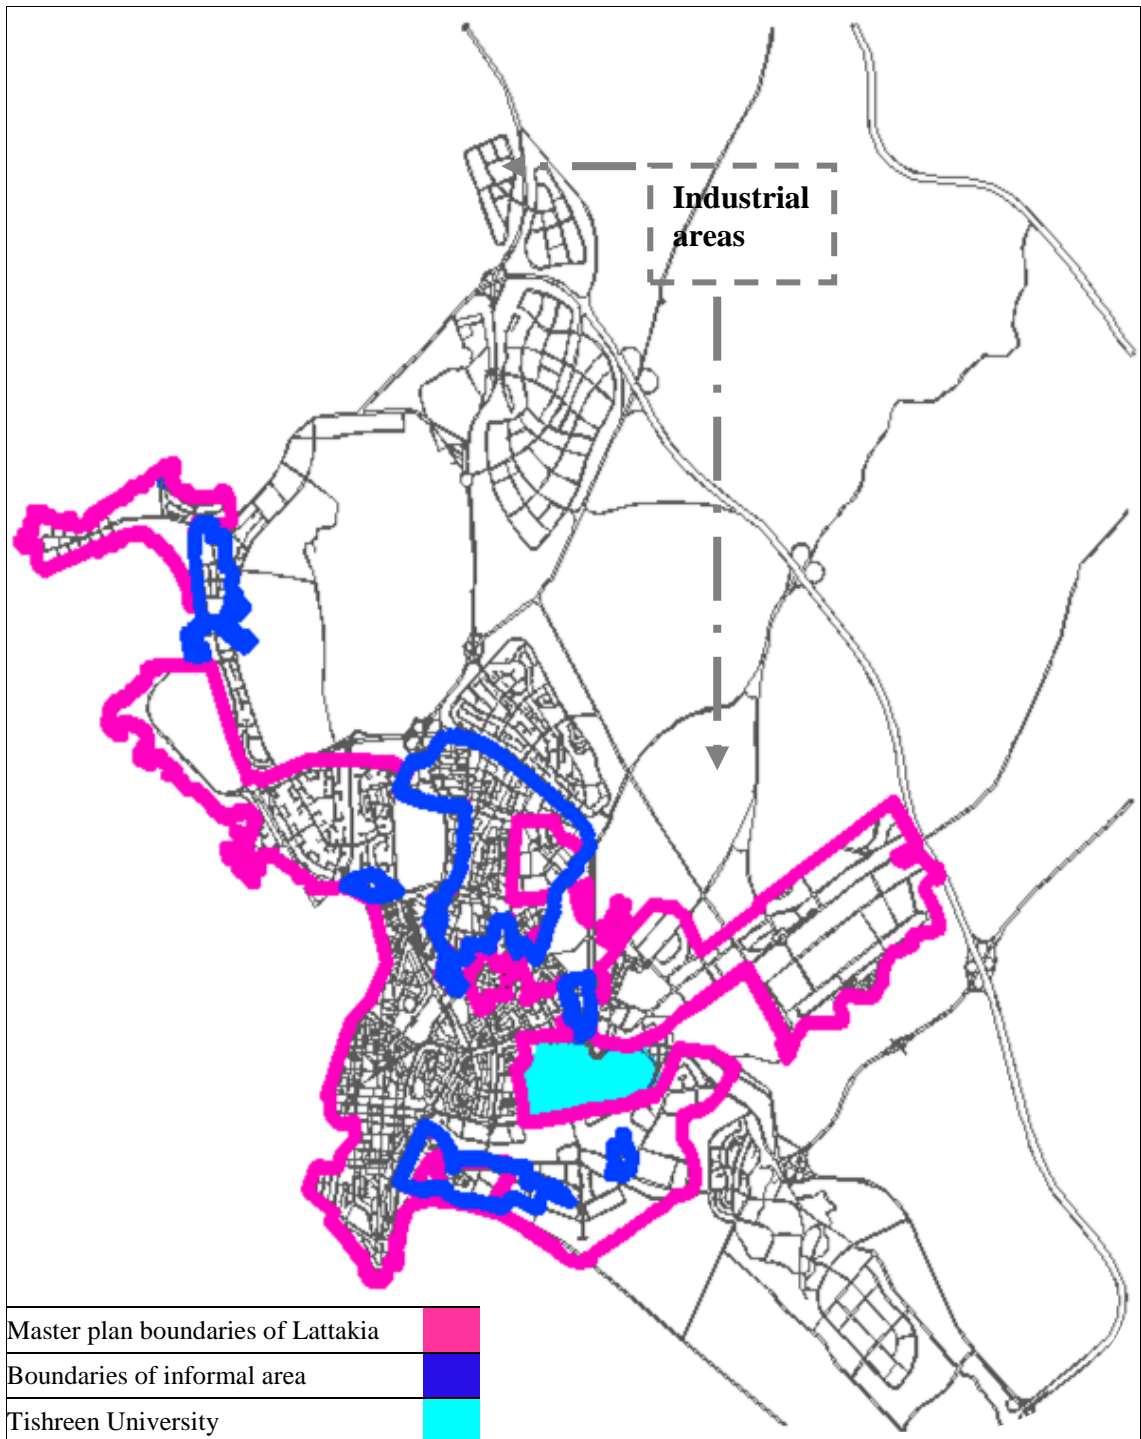 Industrial
areas
Master plan boundaries of Lattakia
Boundaries of informal area
Tishreen University